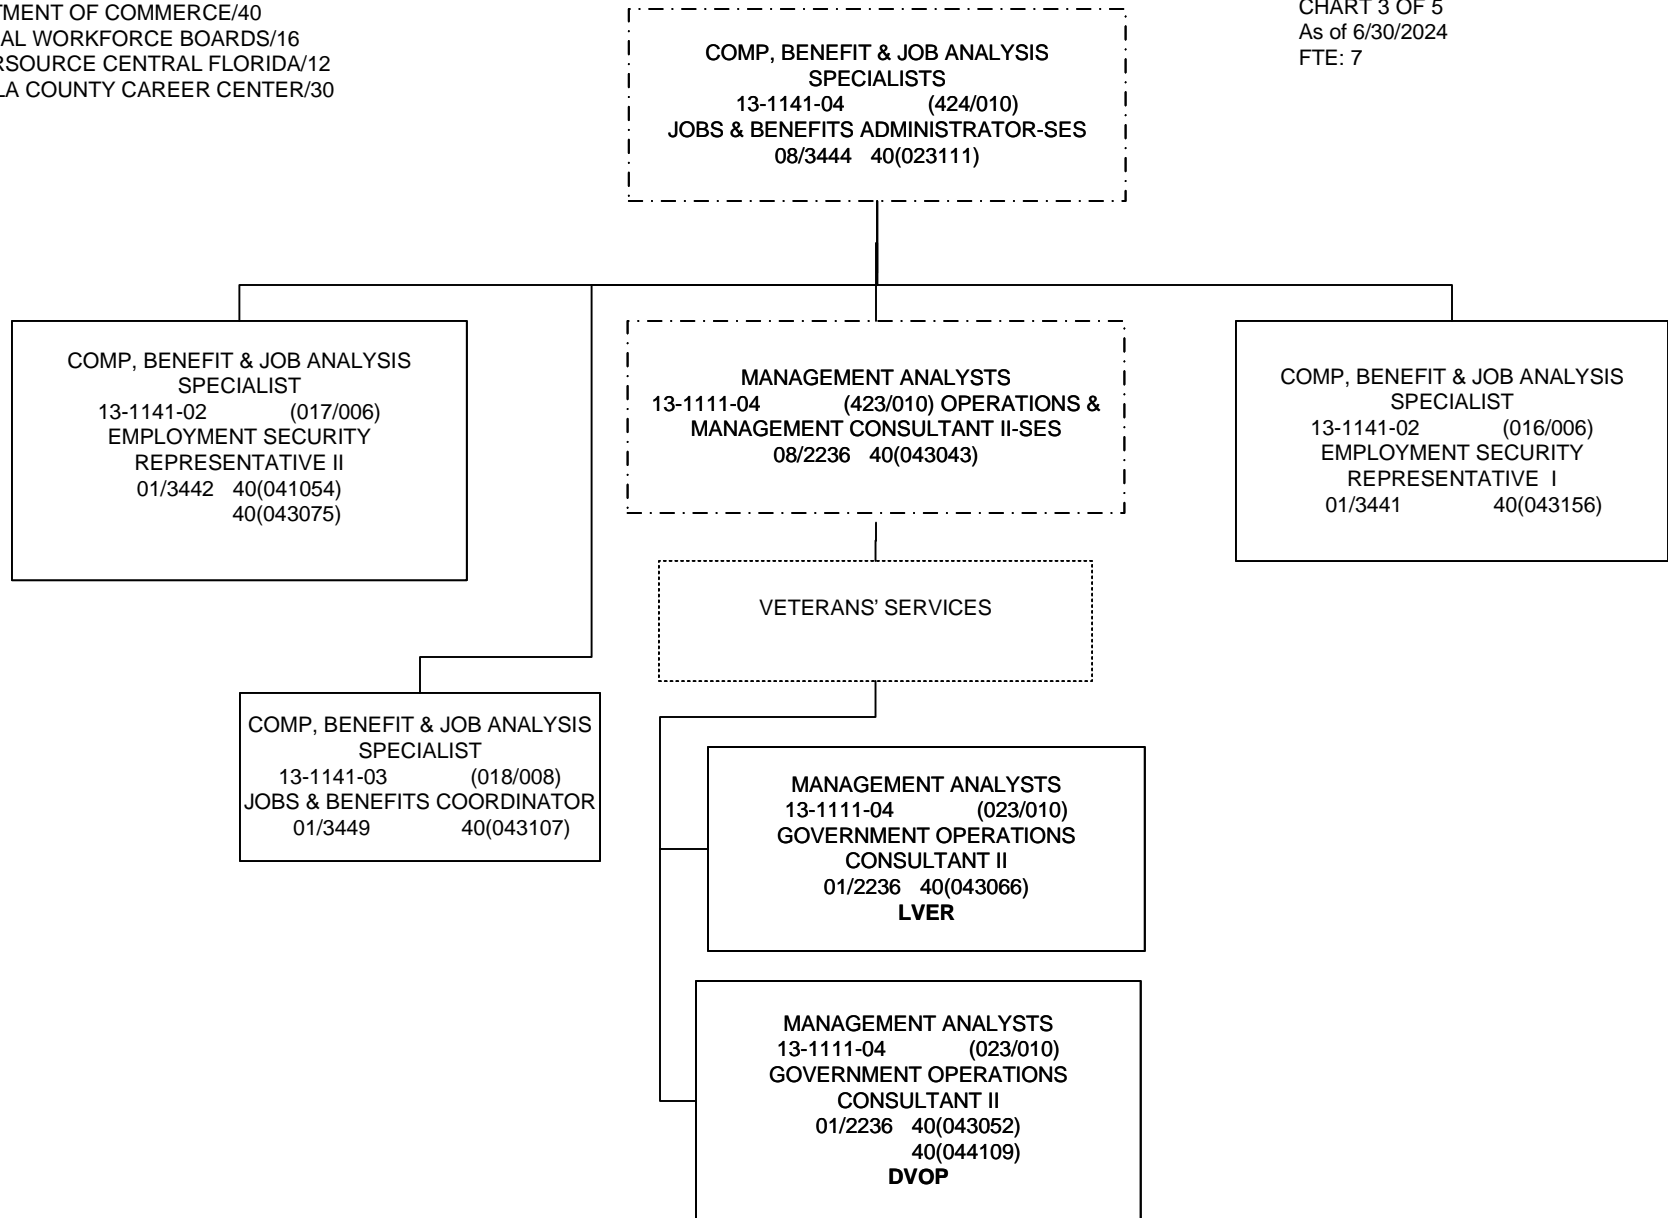 TMENT OF COMMERCE/40
AL WORKFORCE BOARDS/16
RSOURCE CENTRAL FLORIDA/12
LA COUNTY CAREER CENTER/30
CHART 3 OF 5
As of 6/30/2024
FTE: 7
COMP, BENEFIT & JOB ANALYSIS
SPECIALISTS
13-1141-04 (424/010)
JOBS & BENEFITS ADMINISTRATOR-SES
08/3444 40(023111)
COMP, BENEFIT & JOB ANALYSIS
SPECIALIST
13-1141-02 (017/006)
EMPLOYMENT SECURITY
REPRESENTATIVE II
01/3442 40(041054)
40(043075)
MANAGEMENT ANALYSTS
13-1111-04 (423/010) OPERATIONS &
MANAGEMENT CONSULTANT II-SES
08/2236 40(043043)
COMP, BENEFIT & JOB ANALYSIS
SPECIALIST
13-1141-02 (016/006)
EMPLOYMENT SECURITY
REPRESENTATIVE I
01/3441 40(043156)
VETERANS’ SERVICES
COMP, BENEFIT & JOB ANALYSIS
SPECIALIST
13-1141-03 (018/008)
JOBS & BENEFITS COORDINATOR
01/3449 40(043107)
MANAGEMENT ANALYSTS
13-1111-04 (023/010)
GOVERNMENT OPERATIONS
CONSULTANT II
01/2236 40(043066)
LVER
MANAGEMENT ANALYSTS
13-1111-04 (023/010)
GOVERNMENT OPERATIONS
CONSULTANT II
01/2236 40(043052)
40(044109)
DVOP